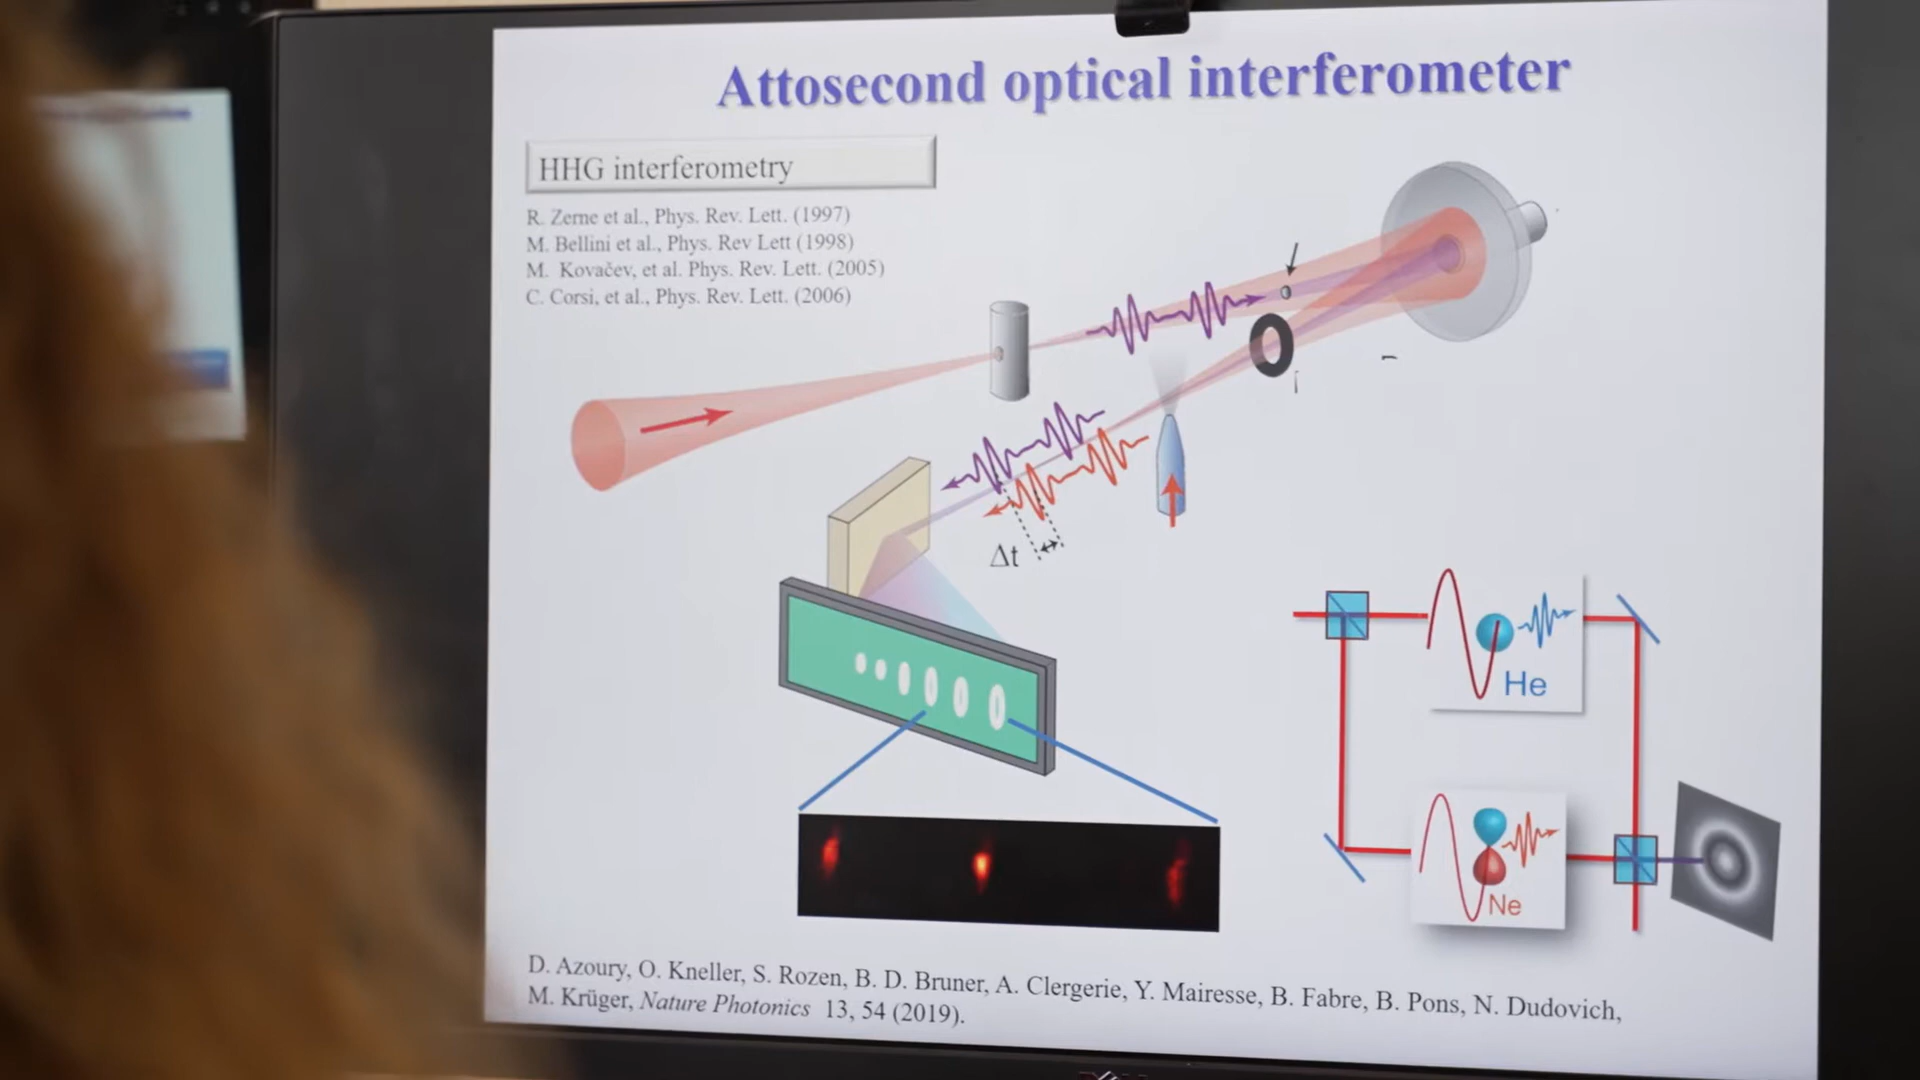 Attosecond optical interferometer
HHG interferometry
R. Zerne et al., Phys. Rev. Lett. (1997)
M. Bellini et al., Phys. Rev Lett (1998)
M. Kovačev, et al. Phys. Rev. Lett. (2005)
C. Corsi, et al., Phys. Rev. Lett. (2006)
Δt
He
Ne
D. Azoury, O. Kneller, S. Rozen, B. D. Bruner, A. Clergerie, Y. Mairesse, B. Fabre, B. Pons, N. Dudovich,
M. Krüger, Nature Photonics 13, 54 (2019).